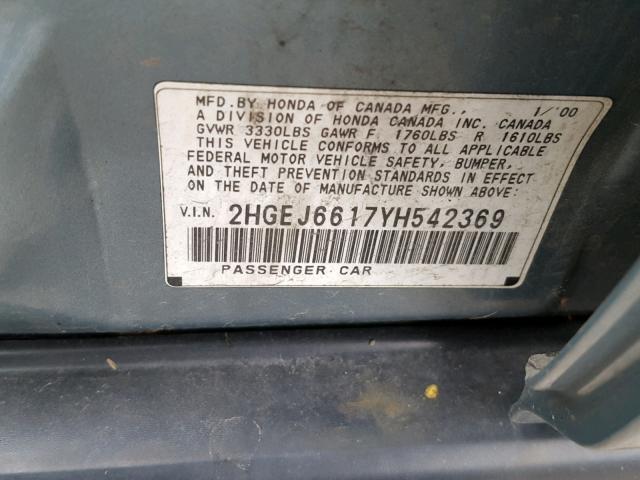 MFD. BY HONDA OF CANADA MFG., 1/'00
A DIVISION OF HONDA CANADA INC. CANADA
GVWR 3330LBS GAWR F 1760LBS R 1610LBS
THIS VEHICLE CONFORMS TO ALL APPLICABLE
FEDERAL MOTOR VEHICLE SAFETY, BUMPER,
AND THEFT PREVENTION STANDARDS IN EFFECT
ON THE DATE OF MANUFACTURE SHOWN ABOVE:
V.I.N. 2HGEJ6617YH542369
PASSENGER CAR